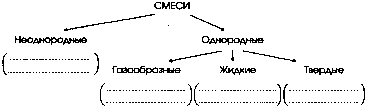 СМЕСИ
Неоднородные Однородные
Газообразные Жидкие Твердые